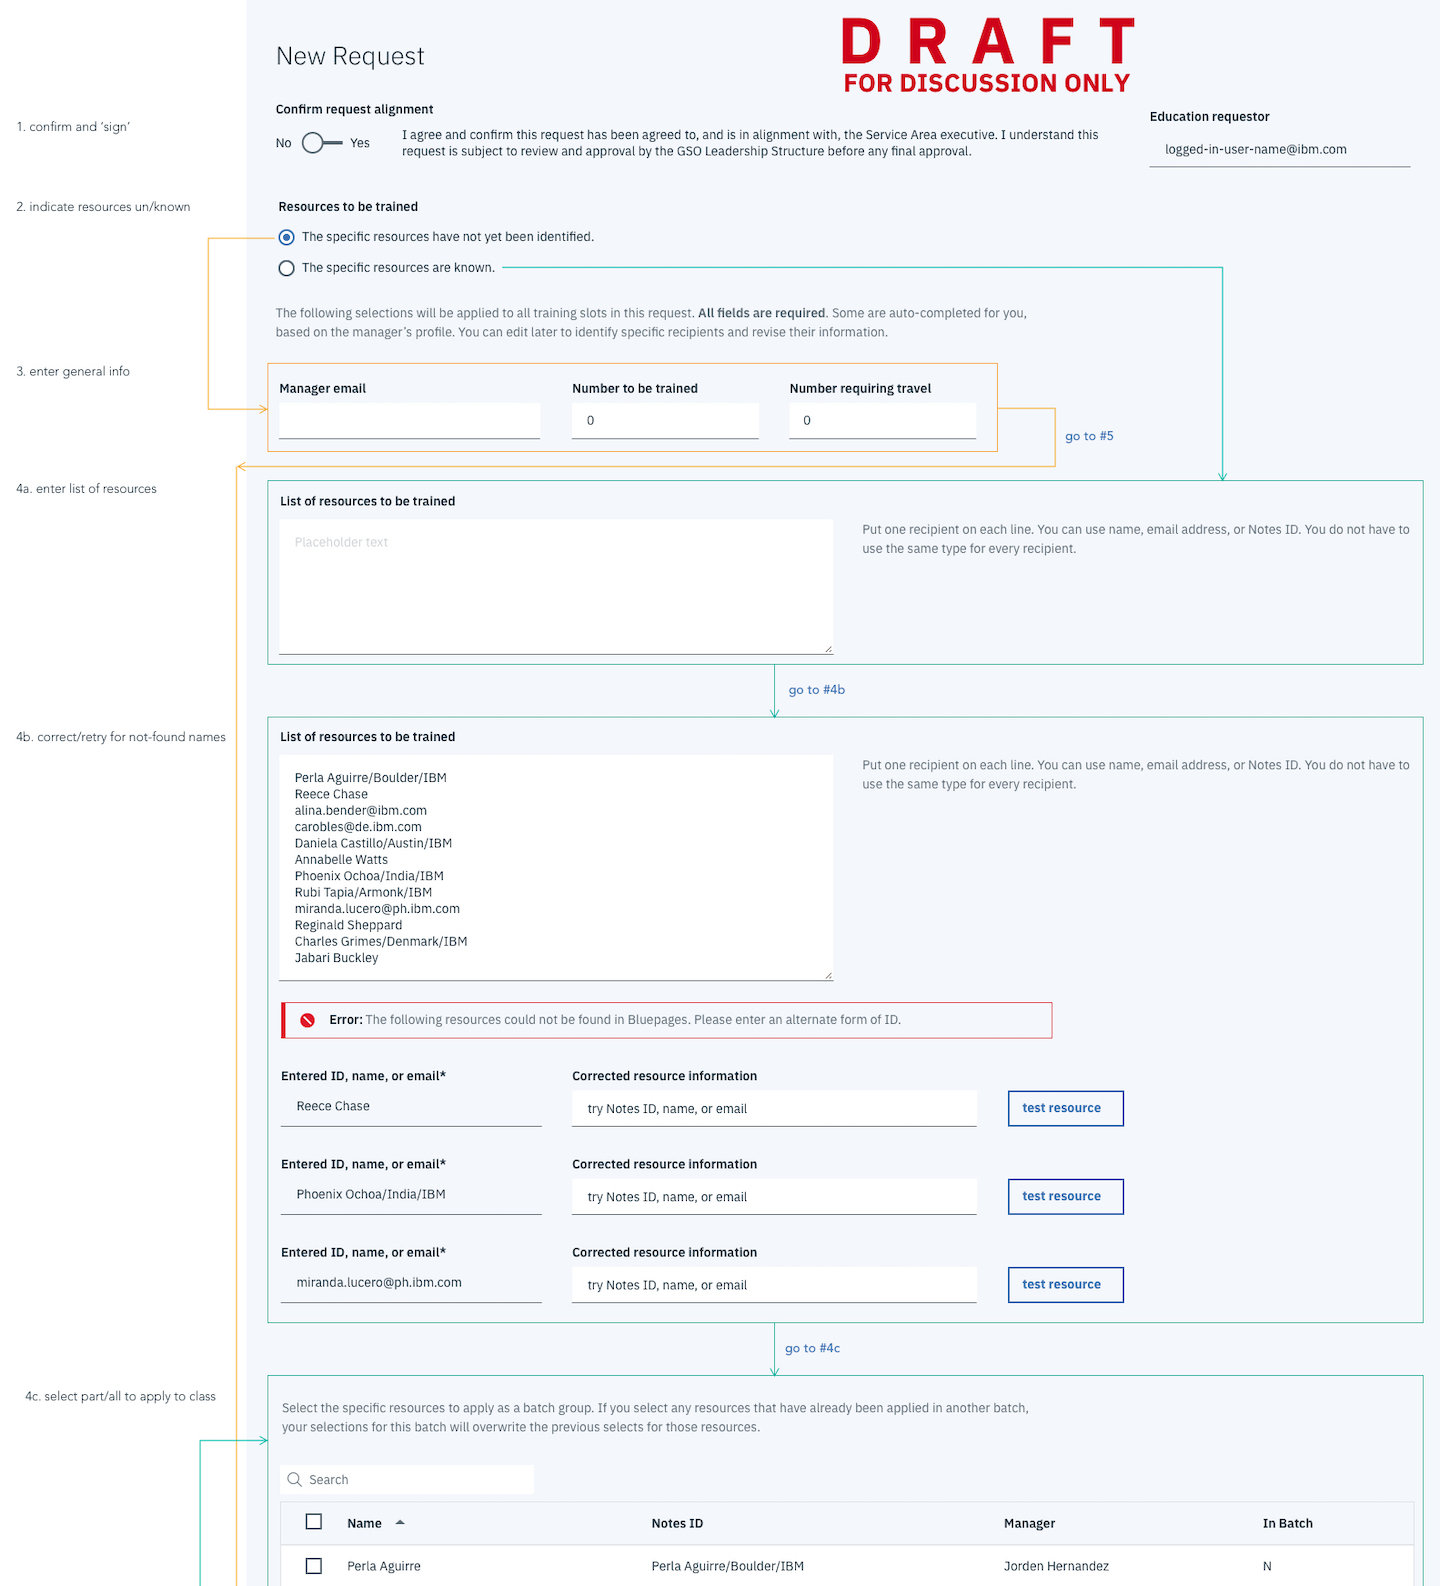 New Request
D R A F T
FOR DISCUSSION ONLY
1. confirm and ‘sign’
Confirm request alignment
No
Yes
I agree and confirm this request has been agreed to, and is in alignment with, the Service Area executive. I understand this
request is subject to review and approval by the GSO Leadership Structure before any final approval.
Education requestor
logged-in-user-name@ibm.com
2. indicate resources un/known
Resources to be trained
The specific resources have not yet been identified.
The specific resources are known.
The following selections will be applied to all training slots in this request. All fields are required. Some are auto-completed for you,
based on the manager’s profile. You can edit later to identify specific recipients and revise their information.
3. enter general info
Manager email
Number to be trained
0
Number requiring travel
0
go to #5
4a. enter list of resources
List of resources to be trained
Placeholder text
Put one recipient on each line. You can use name, email address, or Notes ID. You do not have to
use the same type for every recipient.
go to #4b
4b. correct/retry for not-found names
List of resources to be trained
Perla Aguirre/Boulder/IBM
Reece Chase
alina.bender@ibm.com
carobles@de.ibm.com
Daniela Castillo/Austin/IBM
Annabelle Watts
Phoenix Ochoa/India/IBM
Rubi Tapia/Armonk/IBM
miranda.lucero@ph.ibm.com
Reginald Sheppard
Charles Grimes/Denmark/IBM
Jabari Buckley
Put one recipient on each line. You can use name, email address, or Notes ID. You do not have to
use the same type for every recipient.
Error: The following resources could not be found in Bluepages. Please enter an alternate form of ID.
Entered ID, name, or email*
Reece Chase
Corrected resource information
try Notes ID, name, or email
test resource
Entered ID, name, or email*
Phoenix Ochoa/India/IBM
Corrected resource information
try Notes ID, name, or email
test resource
Entered ID, name, or email*
miranda.lucero@ph.ibm.com
Corrected resource information
try Notes ID, name, or email
test resource
go to #4c
4c. select part/all to apply to class
Select the specific resources to apply as a batch group. If you select any resources that have already been applied in another batch,
your selections for this batch will overwrite the previous selects for those resources.
Search
Name Notes ID Manager In Batch
Perla Aguirre Perla Aguirre/Boulder/IBM Jorden Hernandez N